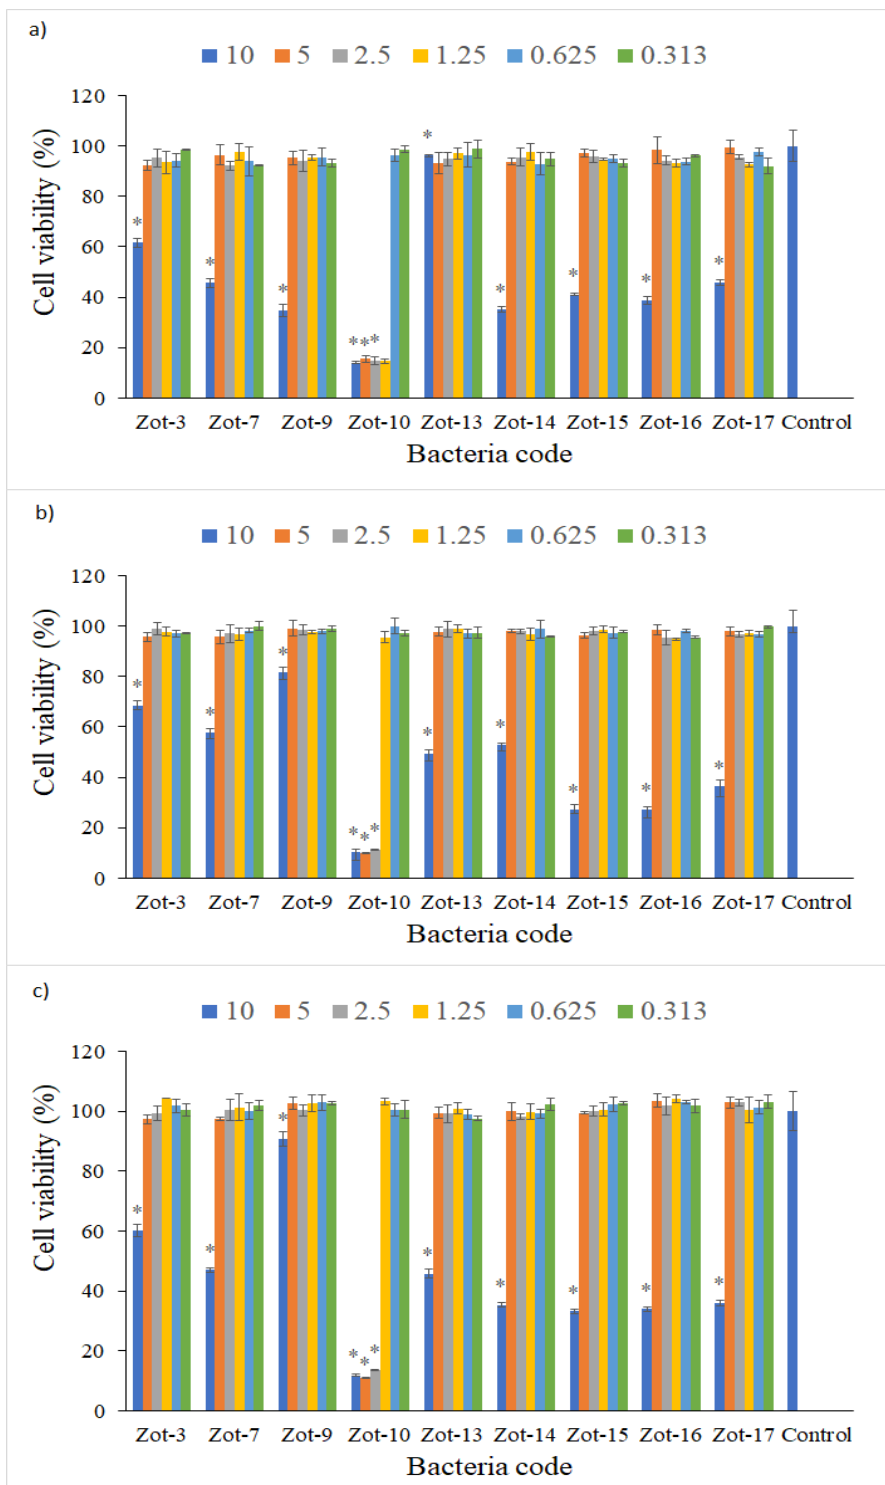 a)
10 5 2.5 1.25 0.625 0.313
120
100
80
60
40
20
0
Cell viability (%)
* * * * * * * * * * * *
Zot-3 Zot-7 Zot-9 Zot-10 Zot-13 Zot-14 Zot-15 Zot-16 Zot-17 Control
Bacteria code
b)
10 5 2.5 1.25 0.625 0.313
120
100
80
60
40
20
0
Cell viability (%)
* * * * * * * * * * *
Zot-3 Zot-7 Zot-9 Zot-10 Zot-13 Zot-14 Zot-15 Zot-16 Zot-17 Control
Bacteria code
c)
10 5 2.5 1.25 0.625 0.313
120
100
80
60
40
20
0
Cell viability (%)
* * * * * * * * * * *
Zot-3 Zot-7 Zot-9 Zot-10 Zot-13 Zot-14 Zot-15 Zot-16 Zot-17 Control
Bacteria code